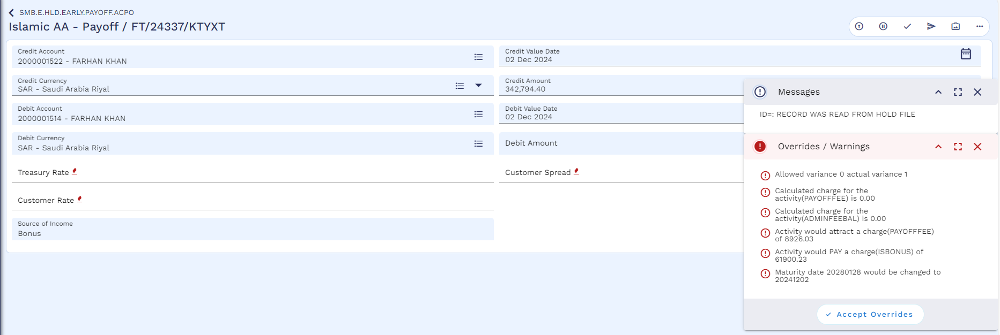 SMB.E.HLD.EARLY.PAYOFF.ACPO
Islamic AA - Payoff / FT/24337/KTYXT
Credit Account
2000001522 - FARHAN KHAN
Credit Value Date
02 Dec 2024
Credit Currency
SAR - Saudi Arabia Riyal
Credit Amount
342,794.40
Debit Account
2000001514 - FARHAN KHAN
Debit Value Date
02 Dec 2024
Debit Currency
SAR - Saudi Arabia Riyal
Debit Amount
Treasury Rate
Customer Spread
Customer Rate
Source of Income
Bonus
Messages
ID=: RECORD WAS READ FROM HOLD FILE
Overrides / Warnings
Allowed variance 0 actual variance 1
Calculated charge for the
activity(PAYOFFFEE) is 0.00
Calculated charge for the
activity(ADMINFEEBAL) is 0.00
Activity would attract a charge(PAYOFFFEE)
of 8926.03
Activity would PAY a charge(ISBONUS) of
61900.23
Maturity date 20280128 would be changed to
20241202
Accept Overrides